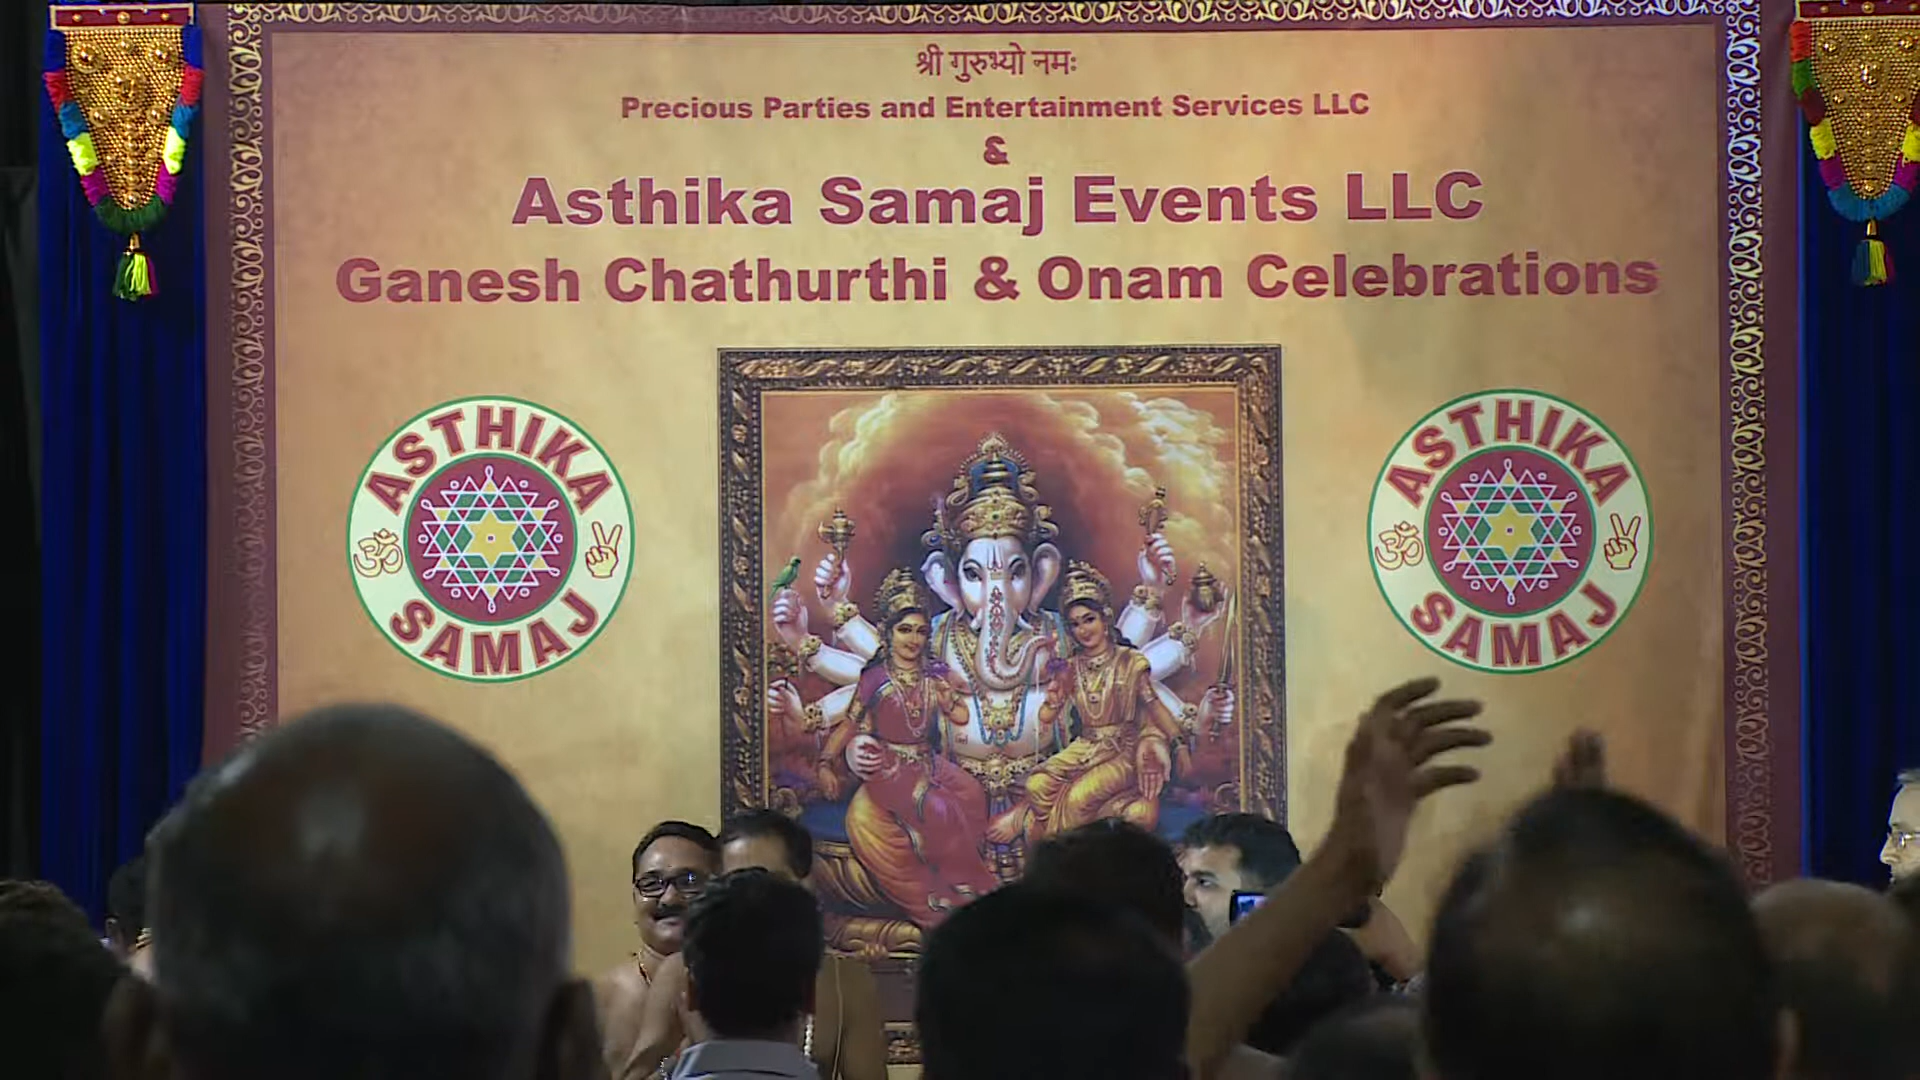 श्री गुरुभ्यो नमः
Precious Parties and Entertainment Services LLC
&
Asthika Samaj Events LLC
Ganesh Chathurthi & Onam Celebrations
ASTHIKA
ॐ
SAMAJ
ASTHIKA
ॐ
SAMAJ